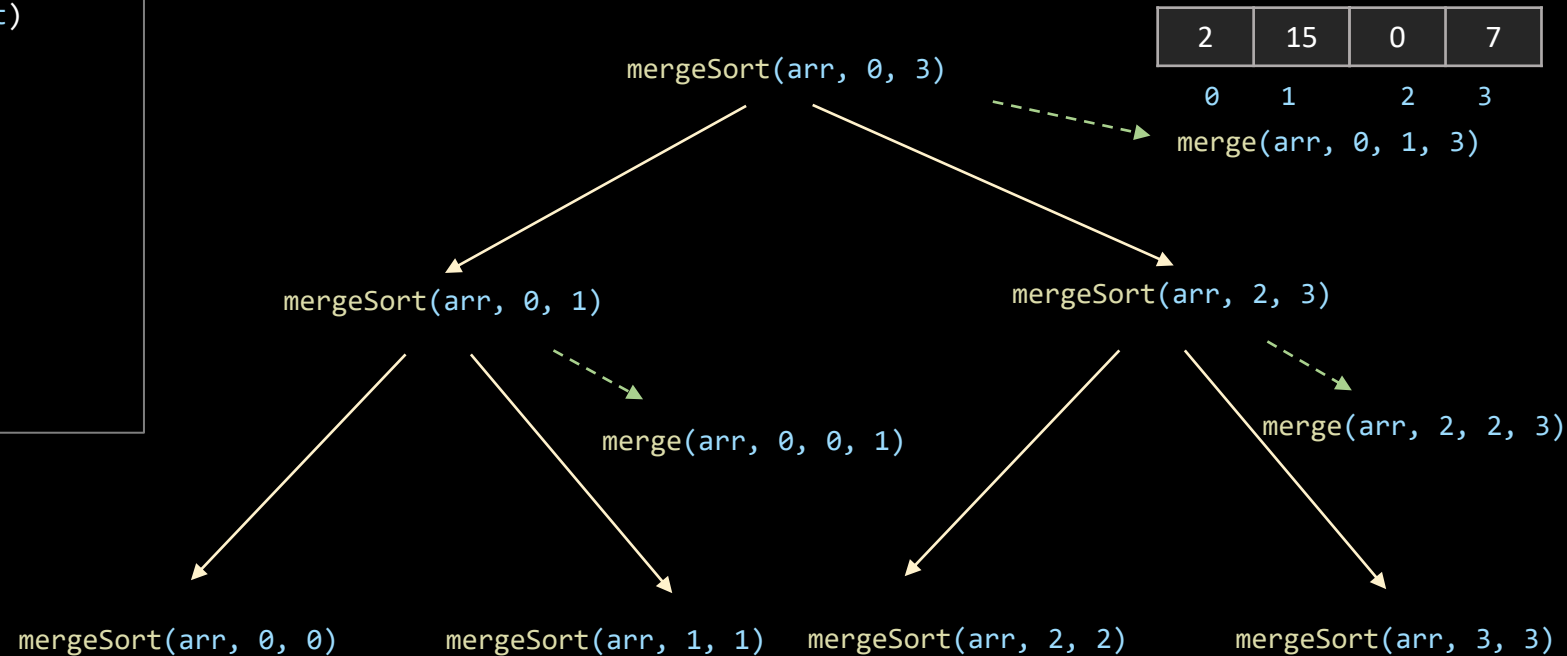 )
2 15 0 7
mergeSort(arr, 0, 3)
0 1 2 3
merge(arr, 0, 1, 3)
mergeSort(arr, 0, 1)
mergeSort(arr, 2, 3)
merge(arr, 0, 0, 1)
merge(arr, 2, 2, 3)
mergeSort(arr, 0, 0)
mergeSort(arr, 1, 1)
mergeSort(arr, 2, 2)
mergeSort(arr, 3, 3)